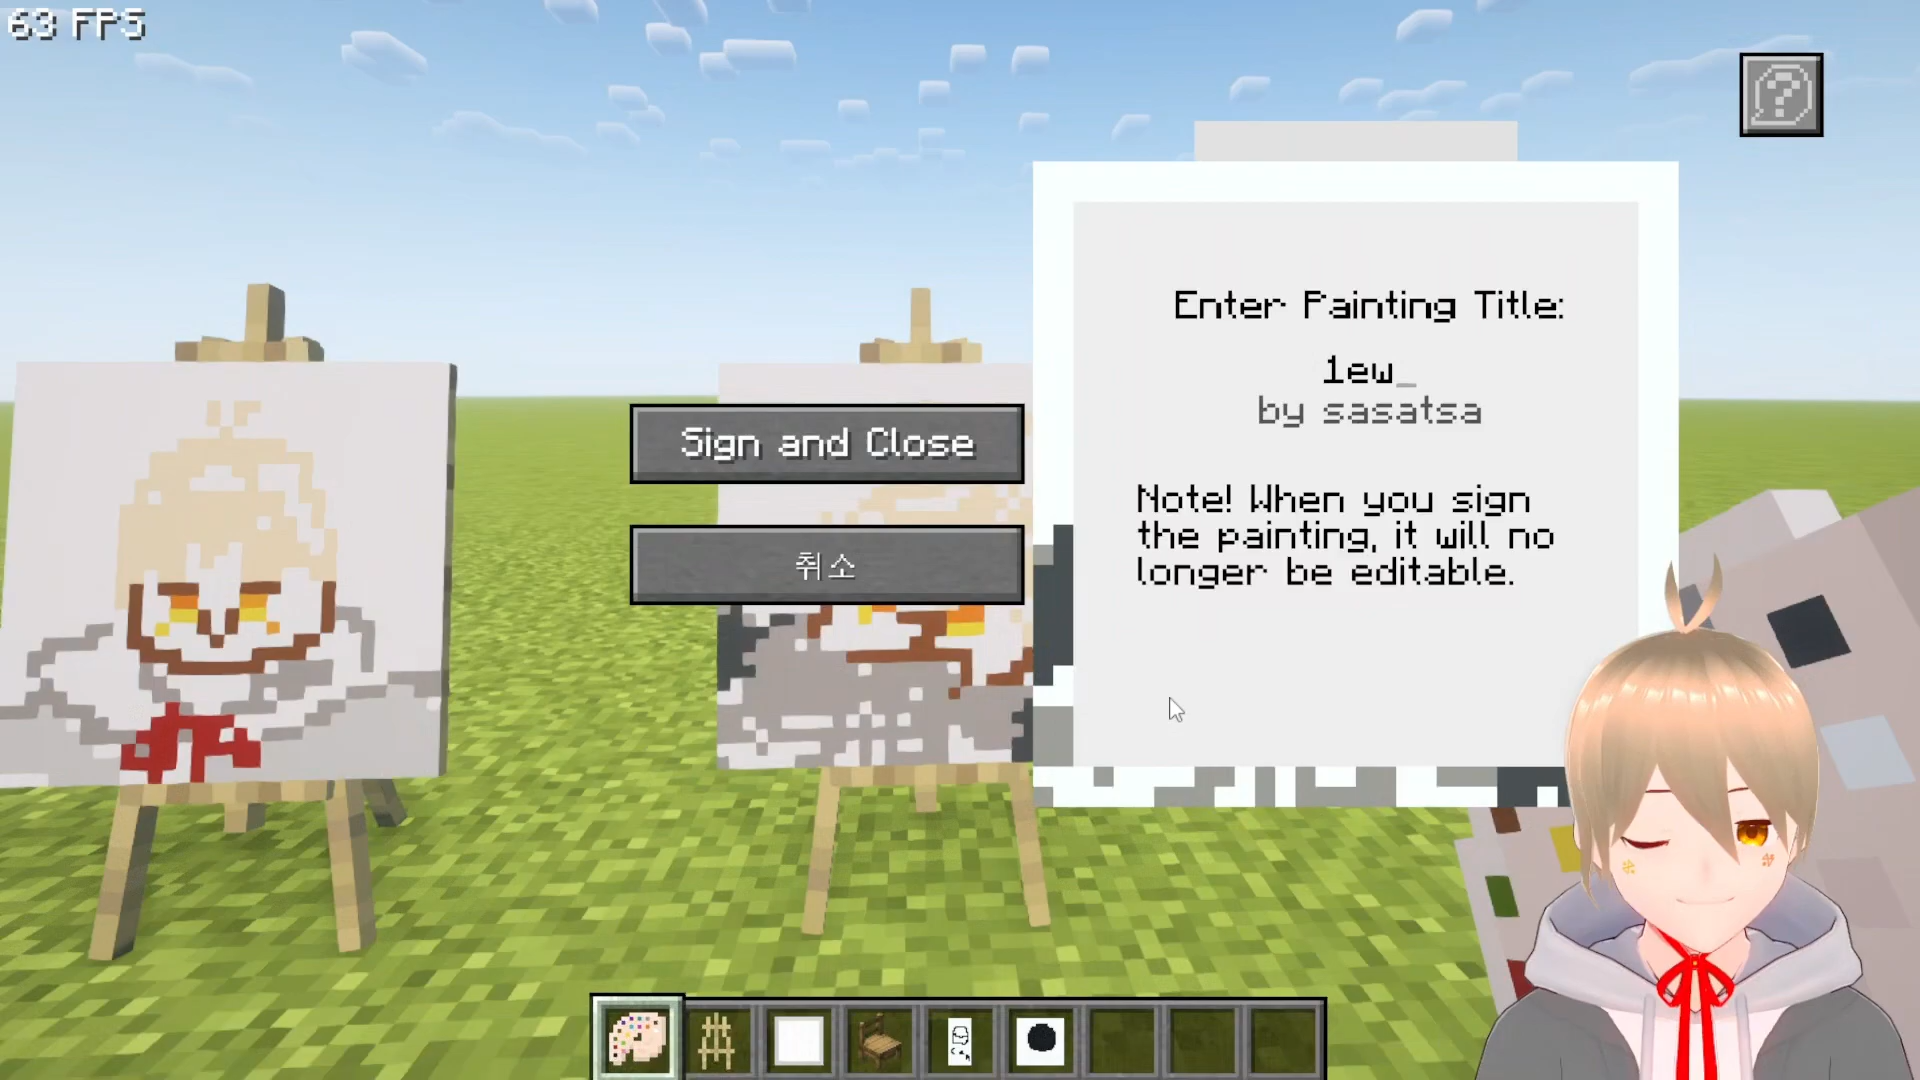 63 FPS
Enter Painting Title:
1ew_
by sasatsa
Sign and Close
Note! When you sign
the painting, it will no
longer be editable.
취소